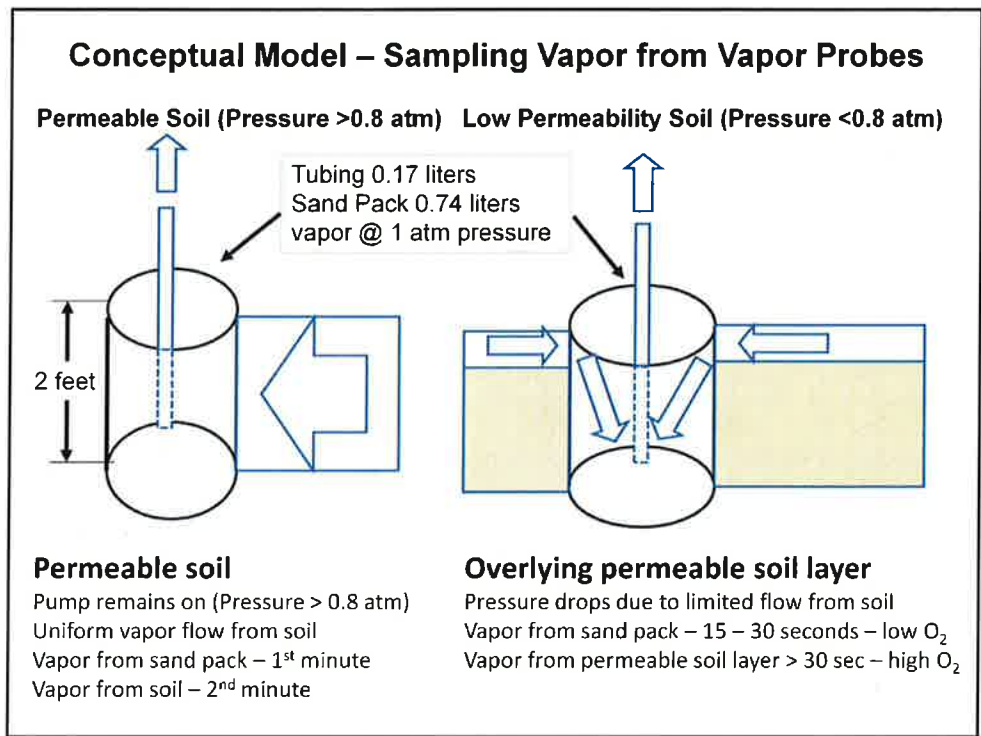 Conceptual Model – Sampling Vapor from Vapor Probes
Permeable Soil (Pressure >0.8 atm)
Low Permeability Soil (Pressure <0.8 atm)
Tubing 0.17 liters
Sand Pack 0.74 liters
vapor @ 1 atm pressure
2 feet
Permeable soil
Pump remains on (Pressure > 0.8 atm)
Uniform vapor flow from soil
Vapor from sand pack – 1st minute
Vapor from soil – 2nd minute
Overlying permeable soil layer
Pressure drops due to limited flow from soil
Vapor from sand pack – 15 – 30 seconds – low O2
Vapor from permeable soil layer > 30 sec – high O2